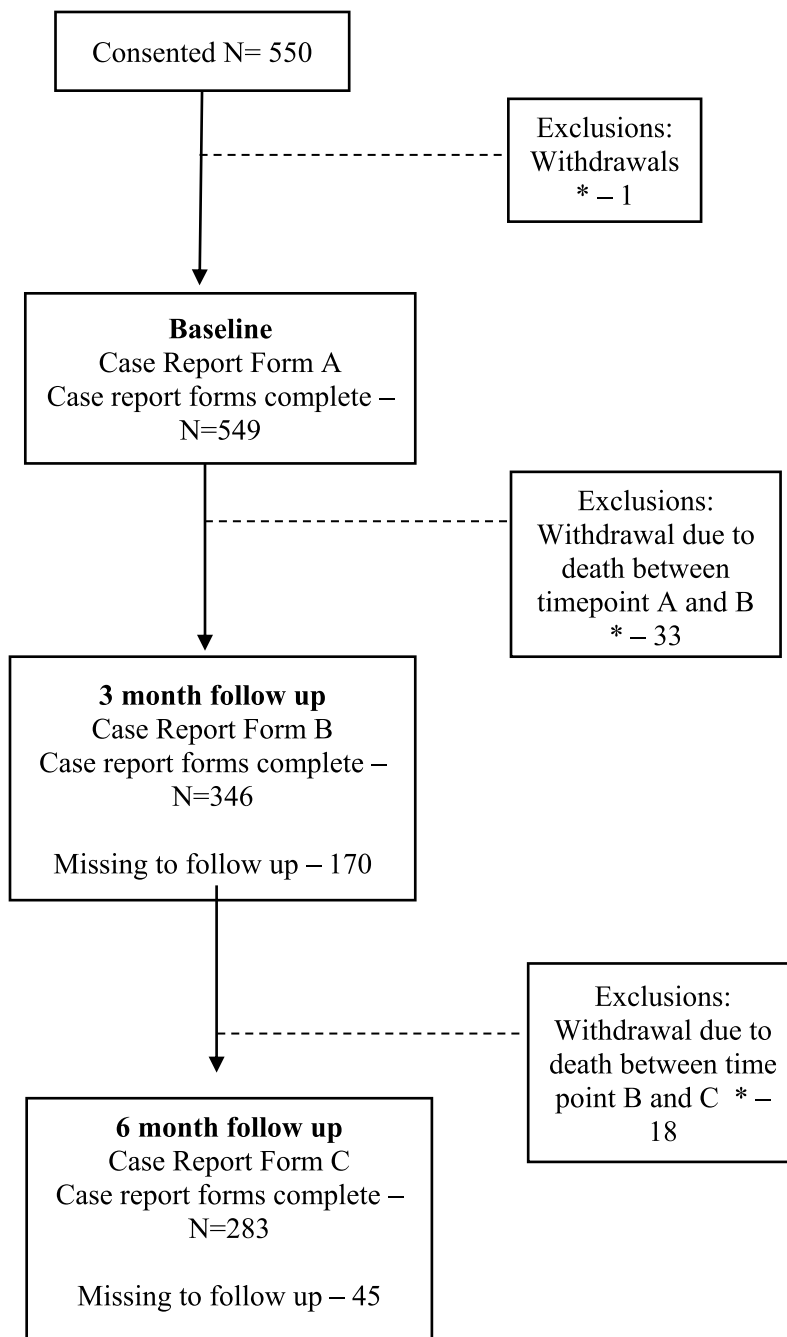 Consented N= 550
Exclusions:
Withdrawals
* – 1
Baseline
Case Report Form A
Case report forms complete –
N=549
Exclusions:
Withdrawal due to
death between
timepoint A and B
* – 33
3 month follow up
Case Report Form B
Case report forms complete –
N=346
Missing to follow up – 170
Exclusions:
Withdrawal due to
death between time
point B and C * –
18
6 month follow up
Case Report Form C
Case report forms complete –
N=283
Missing to follow up – 45